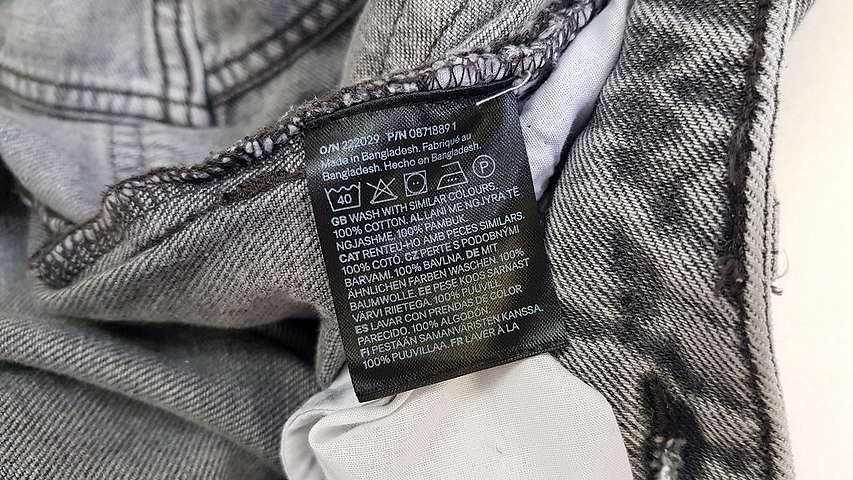 O/N 222029 P/N 08718891
Made in Bangladesh. Fabriqué au
Bangladesh. Hecho en Bangladesh.
40 P
GB WASH WITH SIMILAR COLOURS.
100% COTTON. AL LANI ME NGJYRA TË
NGJASHME. 100% PAMBUK.
CAT RENTEU-HO AMB PECES SIMILARS.
100% COTÓ. CZ PERTE S PODOBNÝMI
BARVAMI. 100% BAVLNA. DE MIT
ÄHNLICHEN FARBEN WASCHEN. 100%
BAUMWOLLE. EE PESE KOOS SARNAST
VÄRVI RIIETEGA. 100% PUUVILL
ES LAVAR CON PRENDAS DE COLOR
PARECIDO. 100% ALGODÓN.
FI PESTÄÄN SAMANVÄRISTEN KANSSA.
100% PUUVILLAA. FR LAVER À LA